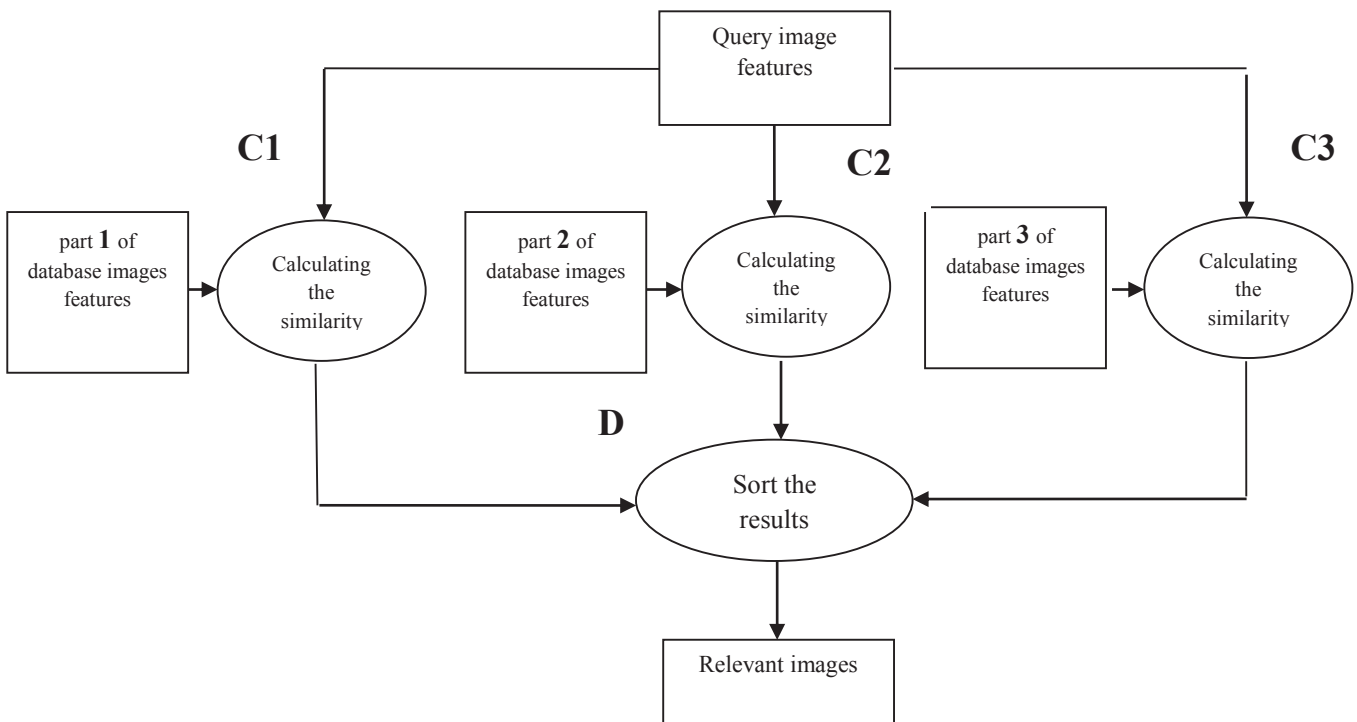 Query image
features
C1
C2
C3
part 1 of
database images
features
Calculating
the
similarity
part 2 of
database images
features
Calculating
the
similarity
part 3 of
database images
features
Calculating
the
similarity
D
Sort the
results
Relevant images